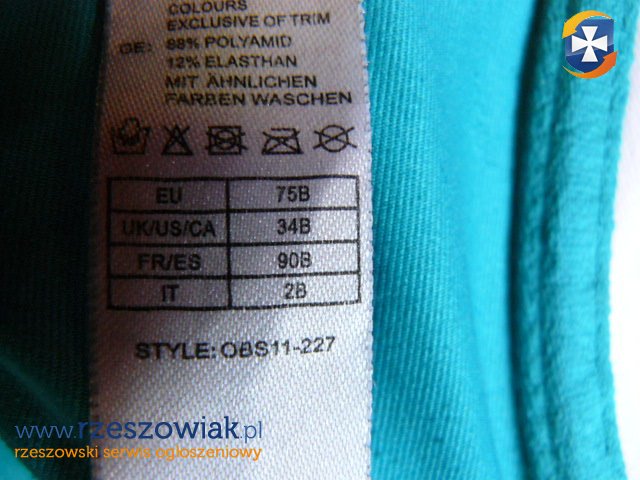 COLOURS
EXCLUSIVE OF TRIM
GE: 88% POLYAMID
12% ELASTHAN
MIT ÄHNLICHEN
FARBEN WASCHEN
EU 75B
UK/US/CA 34B
FR/ES 90B
IT 2B
STYLE: OBS11-227
www.rzeszowiak.pl
rzeszowski serwis ogłoszeniowy